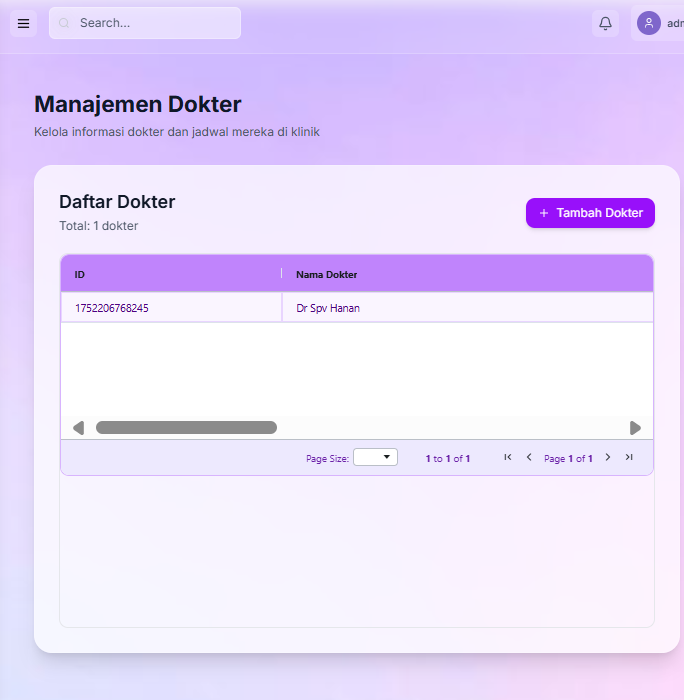 Search...
adm
Manajemen Dokter
Kelola informasi dokter dan jadwal mereka di klinik
Daftar Dokter
Total: 1 dokter
+ Tambah Dokter
ID Nama Dokter
1752206768245 Dr Spv Hanan
Page Size: 1 to 1 of 1 Page 1 of 1